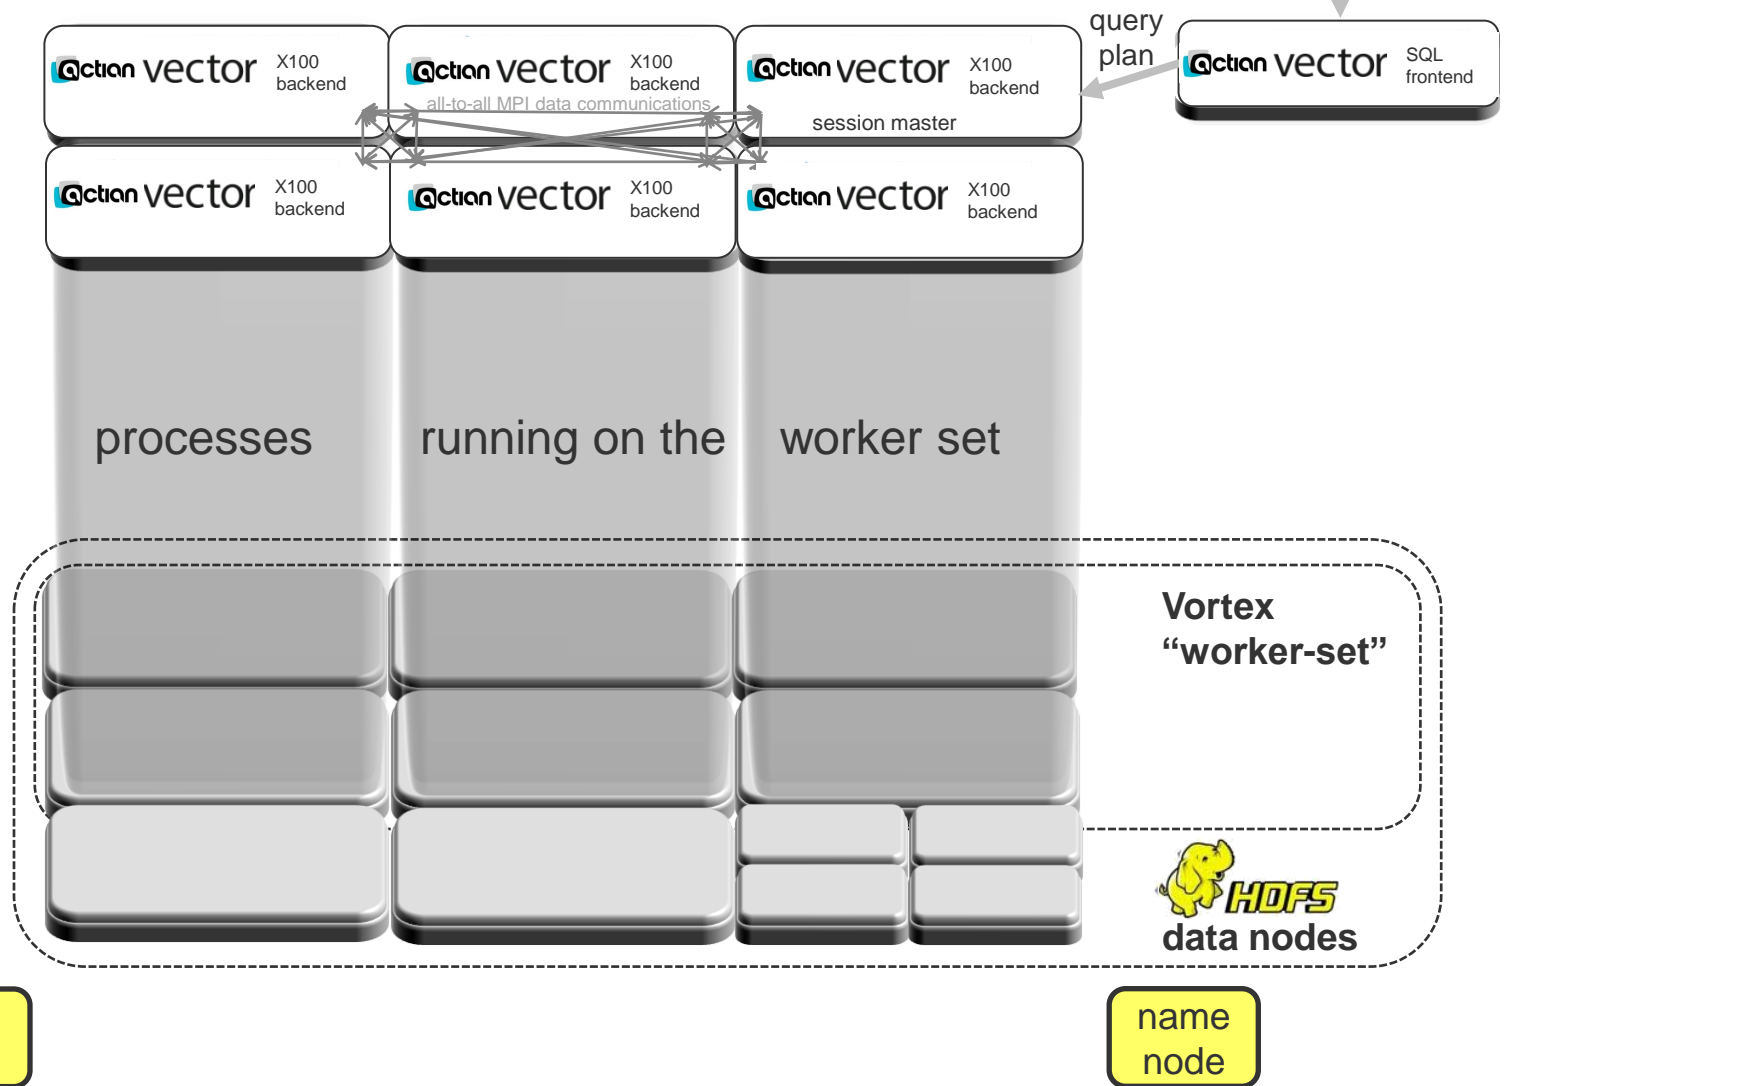 query
plan
actian vector X100
backend
actian vector X100
backend
all-to-all MPI data communications
actian vector X100
backend
session master
actian vector SQL
frontend
actian vector X100
backend
actian vector X100
backend
actian vector X100
backend
processes running on the worker set
Vortex
“worker-set”
HDFS
data nodes
name
node